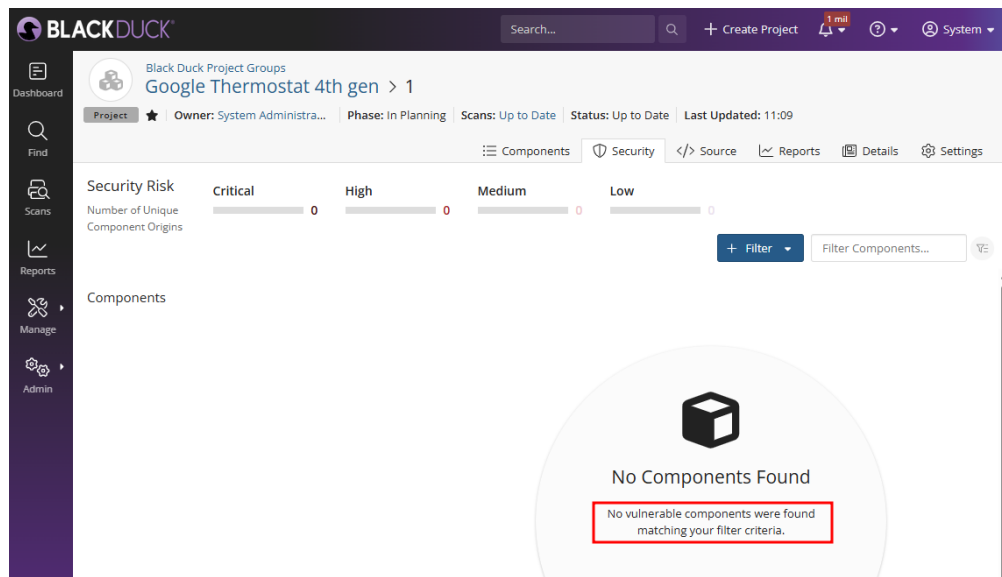 BLACKDUCK
Search...
+ Create Project
1 mil
System
Dashboard
Find
Scans
Reports
Manage
Admin
Black Duck Project Groups
Google Thermostat 4th gen > 1
Project
Owner: System Administra...
Phase: In Planning
Scans: Up to Date
Status: Up to Date
Last Updated: 11:09
Components
Security
</> Source
Reports
Details
Settings
Security Risk
Number of Unique
Component Origins
Critical
0
High
0
Medium
0
Low
0
+ Filter
Filter Components...
Components
No Components Found
No vulnerable components were found
matching your filter criteria.